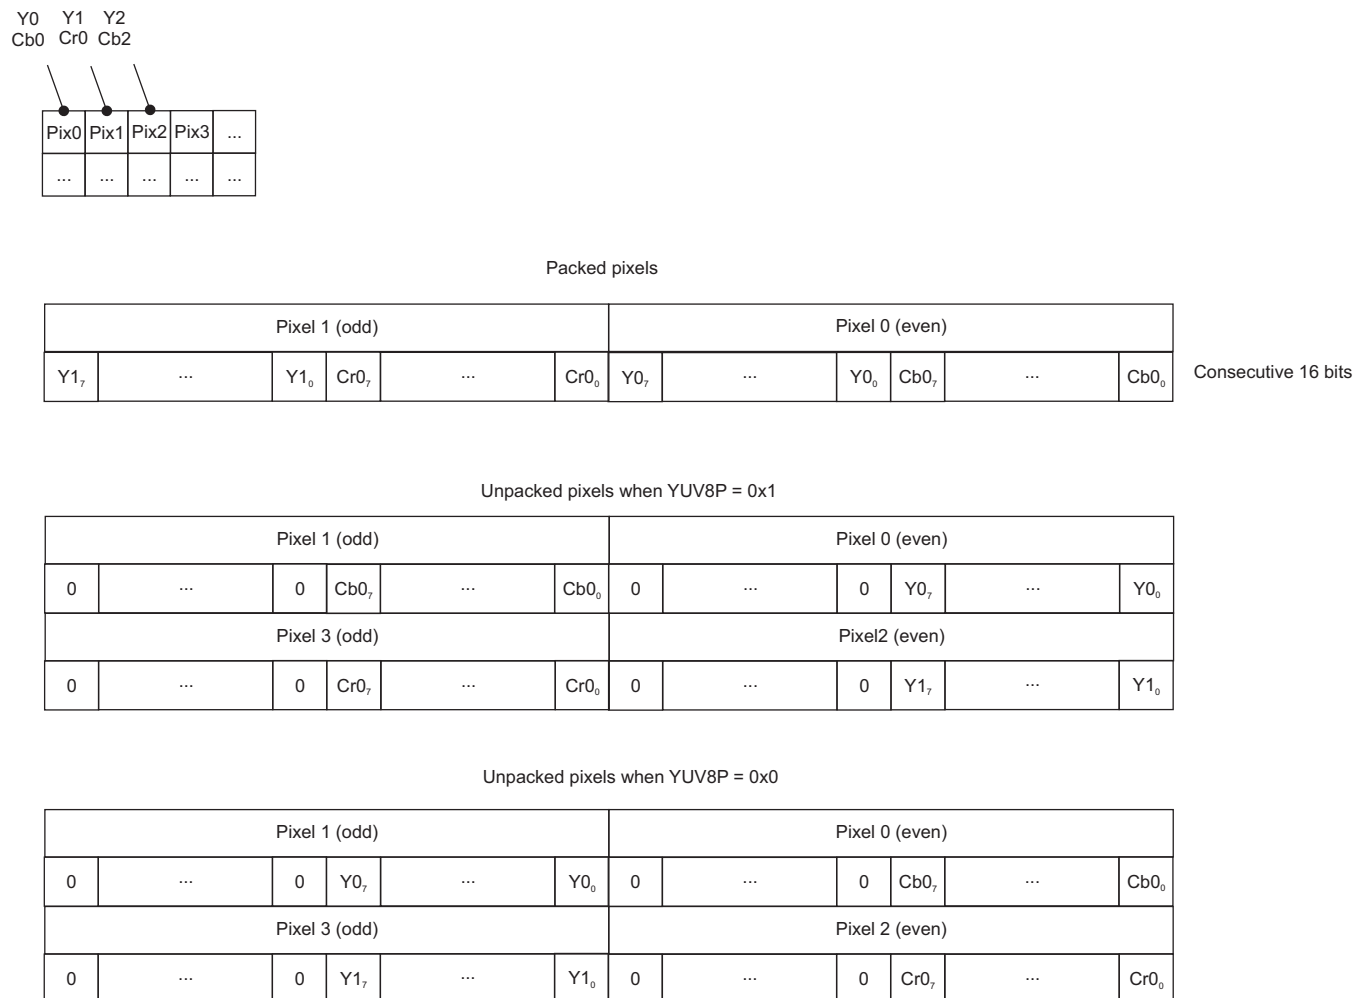 Y0 Y1 Y2
Cb0 Cr0 Cb2
Pix0 Pix1 Pix2 Pix3 ...
... ... ... ... ...
Packed pixels
Pixel 1 (odd) Pixel 0 (even)
Y1₇ ... Y1₀ Cr0₇ ... Cr0₀ Y0₇ ... Y0₀ Cb0₇ ... Cb0₀ Consecutive 16 bits
Unpacked pixels when YUV8P = 0x1
Pixel 1 (odd) Pixel 0 (even)
0 ... 0 Cb0₇ ... Cb0₀ 0 ... 0 Y0₇ ... Y0₀
Pixel 3 (odd) Pixel2 (even)
0 ... 0 Cr0₇ ... Cr0₀ 0 ... 0 Y1₇ ... Y1₀
Unpacked pixels when YUV8P = 0x0
Pixel 1 (odd) Pixel 0 (even)
0 ... 0 Y0₇ ... Y0₀ 0 ... 0 Cb0₇ ... Cb0₀
Pixel 3 (odd) Pixel 2 (even)
0 ... 0 Y1₇ ... Y1₀ 0 ... 0 Cr0₇ ... Cr0₀